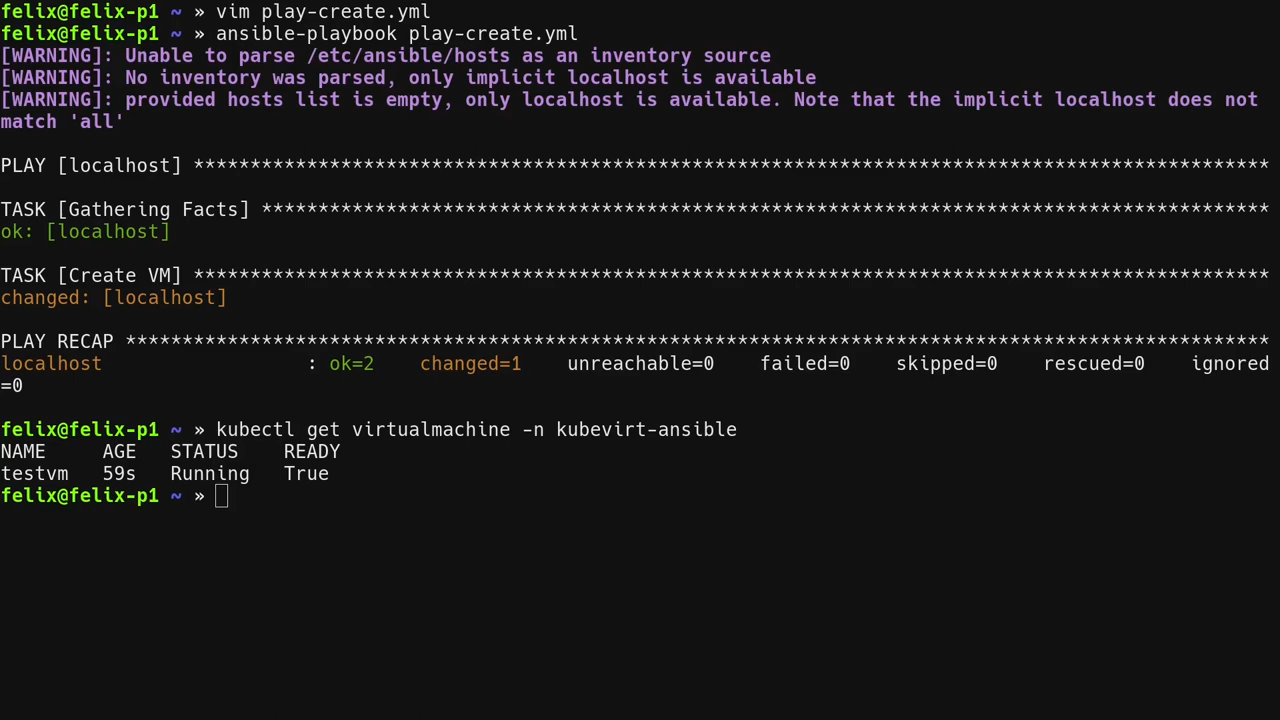 felix@felix-p1 ~ » vim play-create.yml
felix@felix-p1 ~ » ansible-playbook play-create.yml
[WARNING]: Unable to parse /etc/ansible/hosts as an inventory source
[WARNING]: No inventory was parsed, only implicit localhost is available
[WARNING]: provided hosts list is empty, only localhost is available. Note that the implicit localhost does not
match 'all'
PLAY [localhost] ***********************************************************************************************
TASK [Gathering Facts] *****************************************************************************************
ok: [localhost]
TASK [Create VM] ***********************************************************************************************
changed: [localhost]
PLAY RECAP *****************************************************************************************************
localhost                  : ok=2    changed=1    unreachable=0    failed=0    skipped=0    rescued=0    ignored
=0
felix@felix-p1 ~ » kubectl get virtualmachine -n kubevirt-ansible
NAME     AGE   STATUS    READY
testvm   59s   Running   True
felix@felix-p1 ~ »